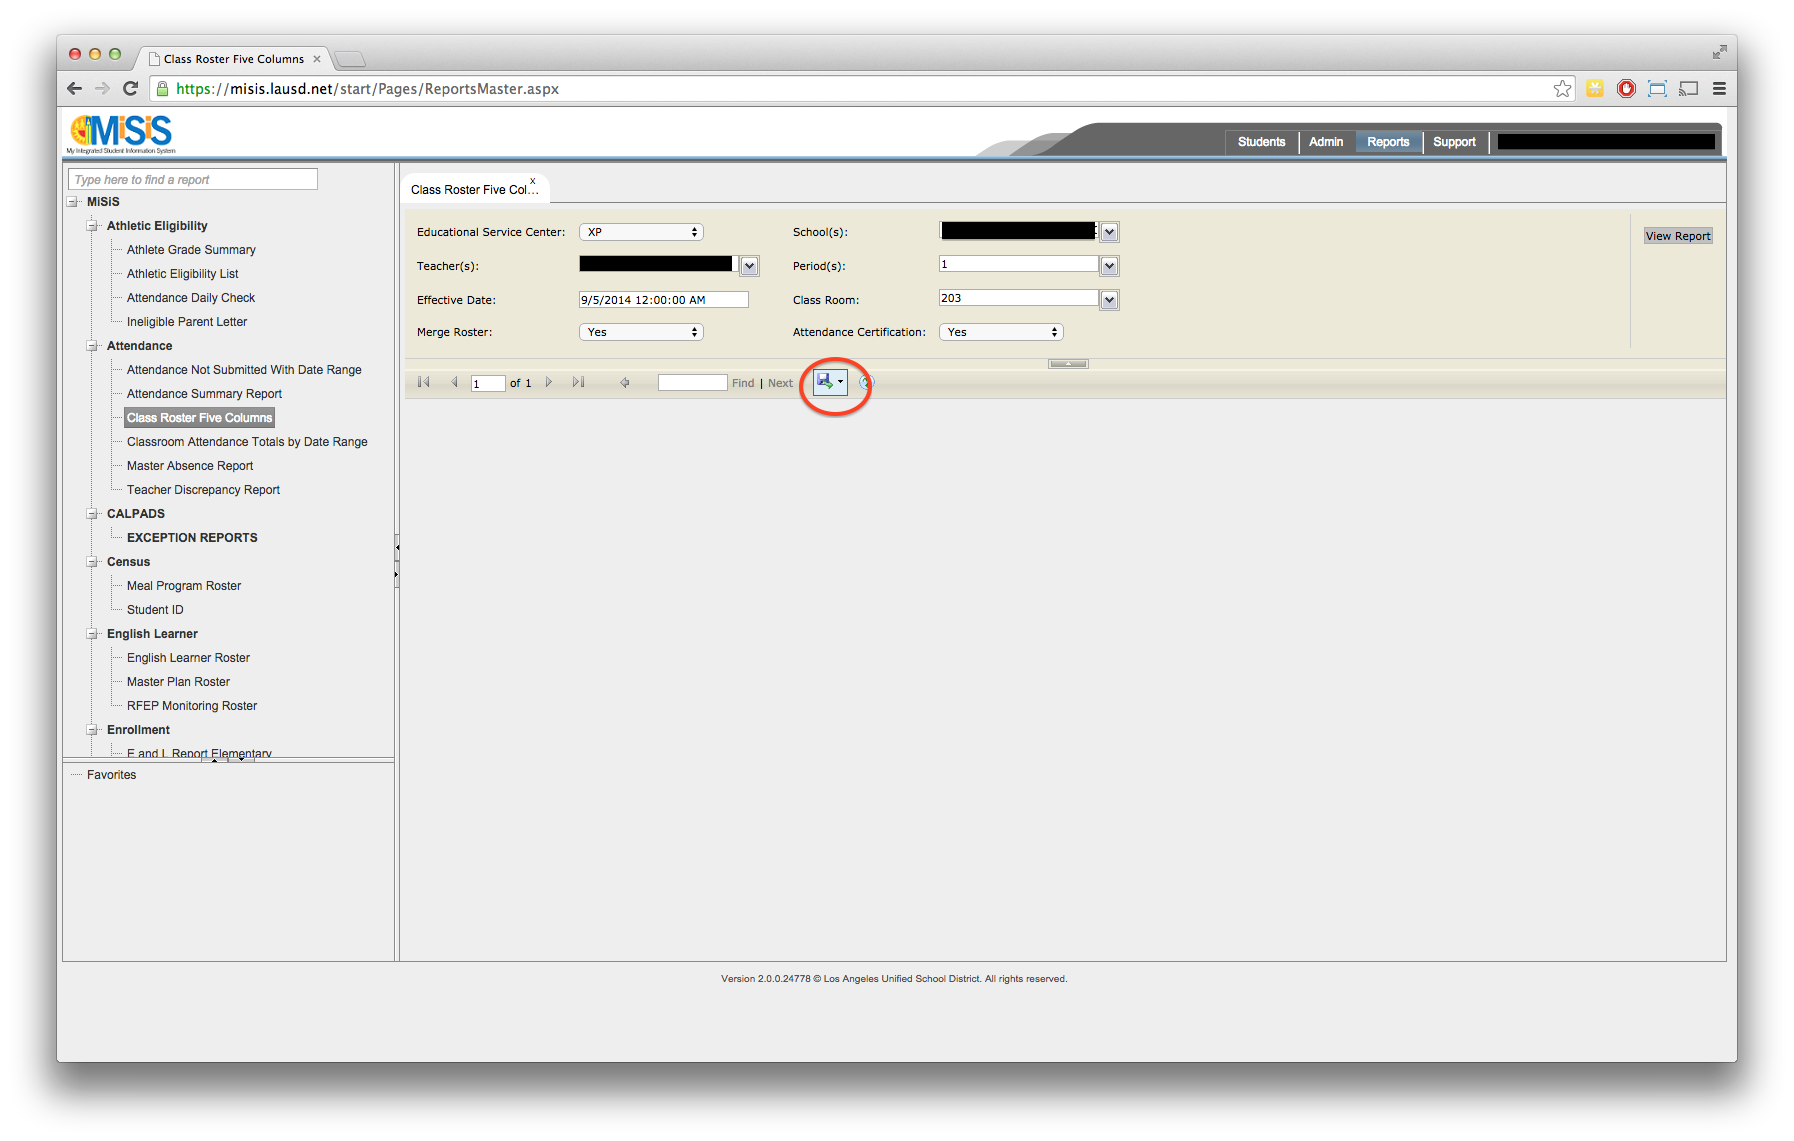 Class Roster Five Columns
https://misis.lausd.net/start/Pages/ReportsMaster.aspx
MiSiS
My Integrated Student Information System
Students Admin Reports Support
Type here to find a report
MiSiS
Athletic Eligibility
Athlete Grade Summary
Athletic Eligibility List
Attendance Daily Check
Ineligible Parent Letter
Attendance
Attendance Not Submitted With Date Range
Attendance Summary Report
Class Roster Five Columns
Classroom Attendance Totals by Date Range
Master Absence Report
Teacher Discrepancy Report
CALPADS
EXCEPTION REPORTS
Census
Meal Program Roster
Student ID
English Learner
English Learner Roster
Master Plan Roster
RFEP Monitoring Roster
Enrollment
E and L Report Elementary
Favorites
Class Roster Five Col... x
Educational Service Center: XP School(s):
View Report
Teacher(s): Period(s): 1
Effective Date: 9/5/2014 12:00:00 AM Class Room: 203
Merge Roster: Yes Attendance Certification: Yes
1 of 1 Find | Next
Version 2.0.0.24778 © Los Angeles Unified School District. All rights reserved.